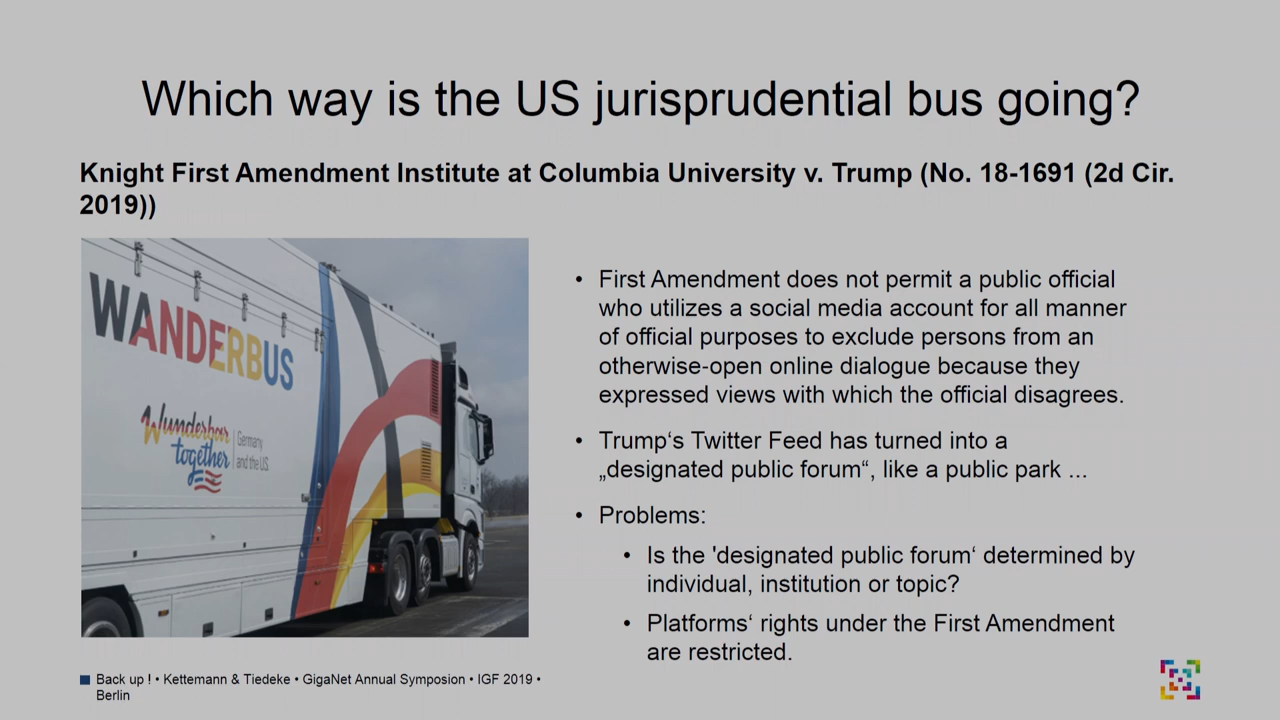 Which way is the US jurisprudential bus going?
Knight First Amendment Institute at Columbia University v. Trump (No. 18-1691 (2d Cir.
2019))
WANDERBUS
Wunderbar
together
Germany
and the US
• First Amendment does not permit a public official
who utilizes a social media account for all manner
of official purposes to exclude persons from an
otherwise-open online dialogue because they
expressed views with which the official disagrees.
• Trump‘s Twitter Feed has turned into a
„designated public forum“, like a public park ...
• Problems:
• Is the 'designated public forum‘ determined by
individual, institution or topic?
• Platforms‘ rights under the First Amendment
are restricted.
Back up ! • Kettemann & Tiedeke • GigaNet Annual Symposion • IGF 2019 •
Berlin